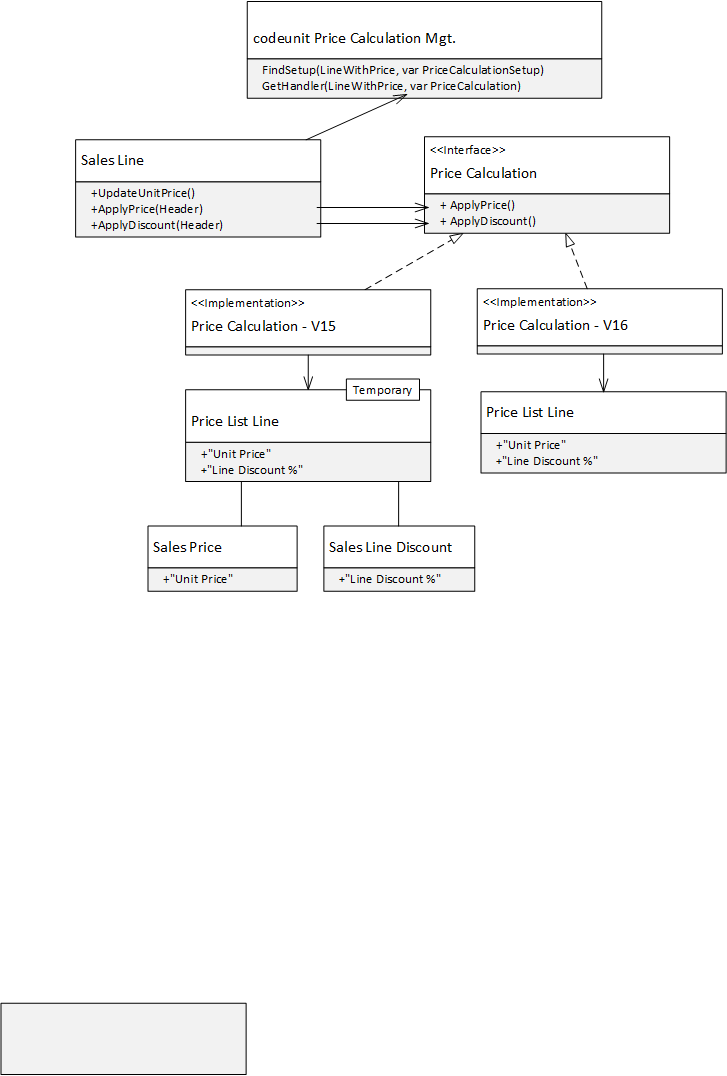 codeunit Price Calculation Mgt.
FindSetup(LineWithPrice, var PriceCalculationSetup)
GetHandler(LineWithPrice, var PriceCalculation)
Sales Line
+UpdateUnitPrice()
+ApplyPrice(Header)
+ApplyDiscount(Header)
<<Interface>>
Price Calculation
+ ApplyPrice()
+ ApplyDiscount()
<<Implementation>>
Price Calculation - V15
<<Implementation>>
Price Calculation - V16
Temporary
Price List Line
+"Unit Price"
+"Line Discount %"
Price List Line
+"Unit Price"
+"Line Discount %"
Sales Price
+"Unit Price"
Sales Line Discount
+"Line Discount %"